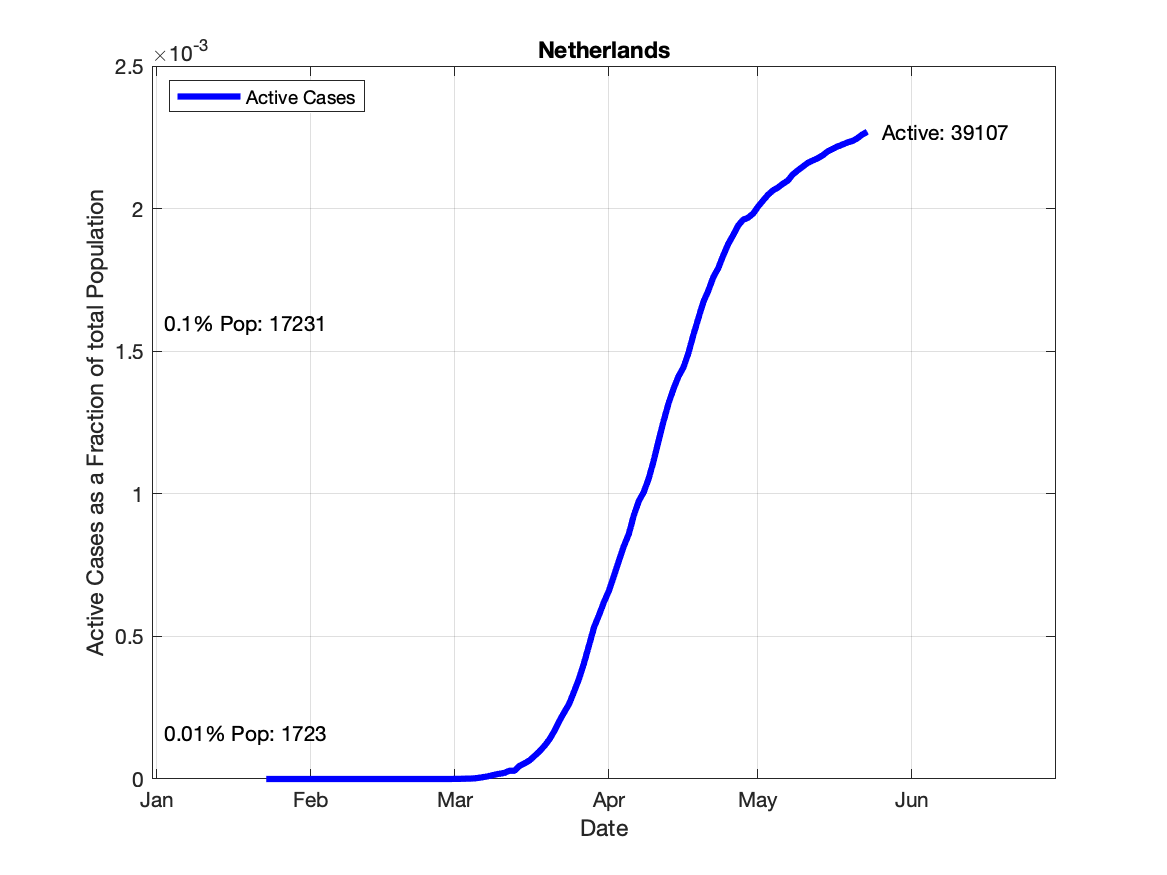 Netherlands
×10-3
2.5
2
1.5
1
0.5
0
Active Cases
Active: 39107
0.1% Pop: 17231
0.01% Pop: 1723
Active Cases as a Fraction of total Population
Jan Feb Mar Apr May Jun
Date